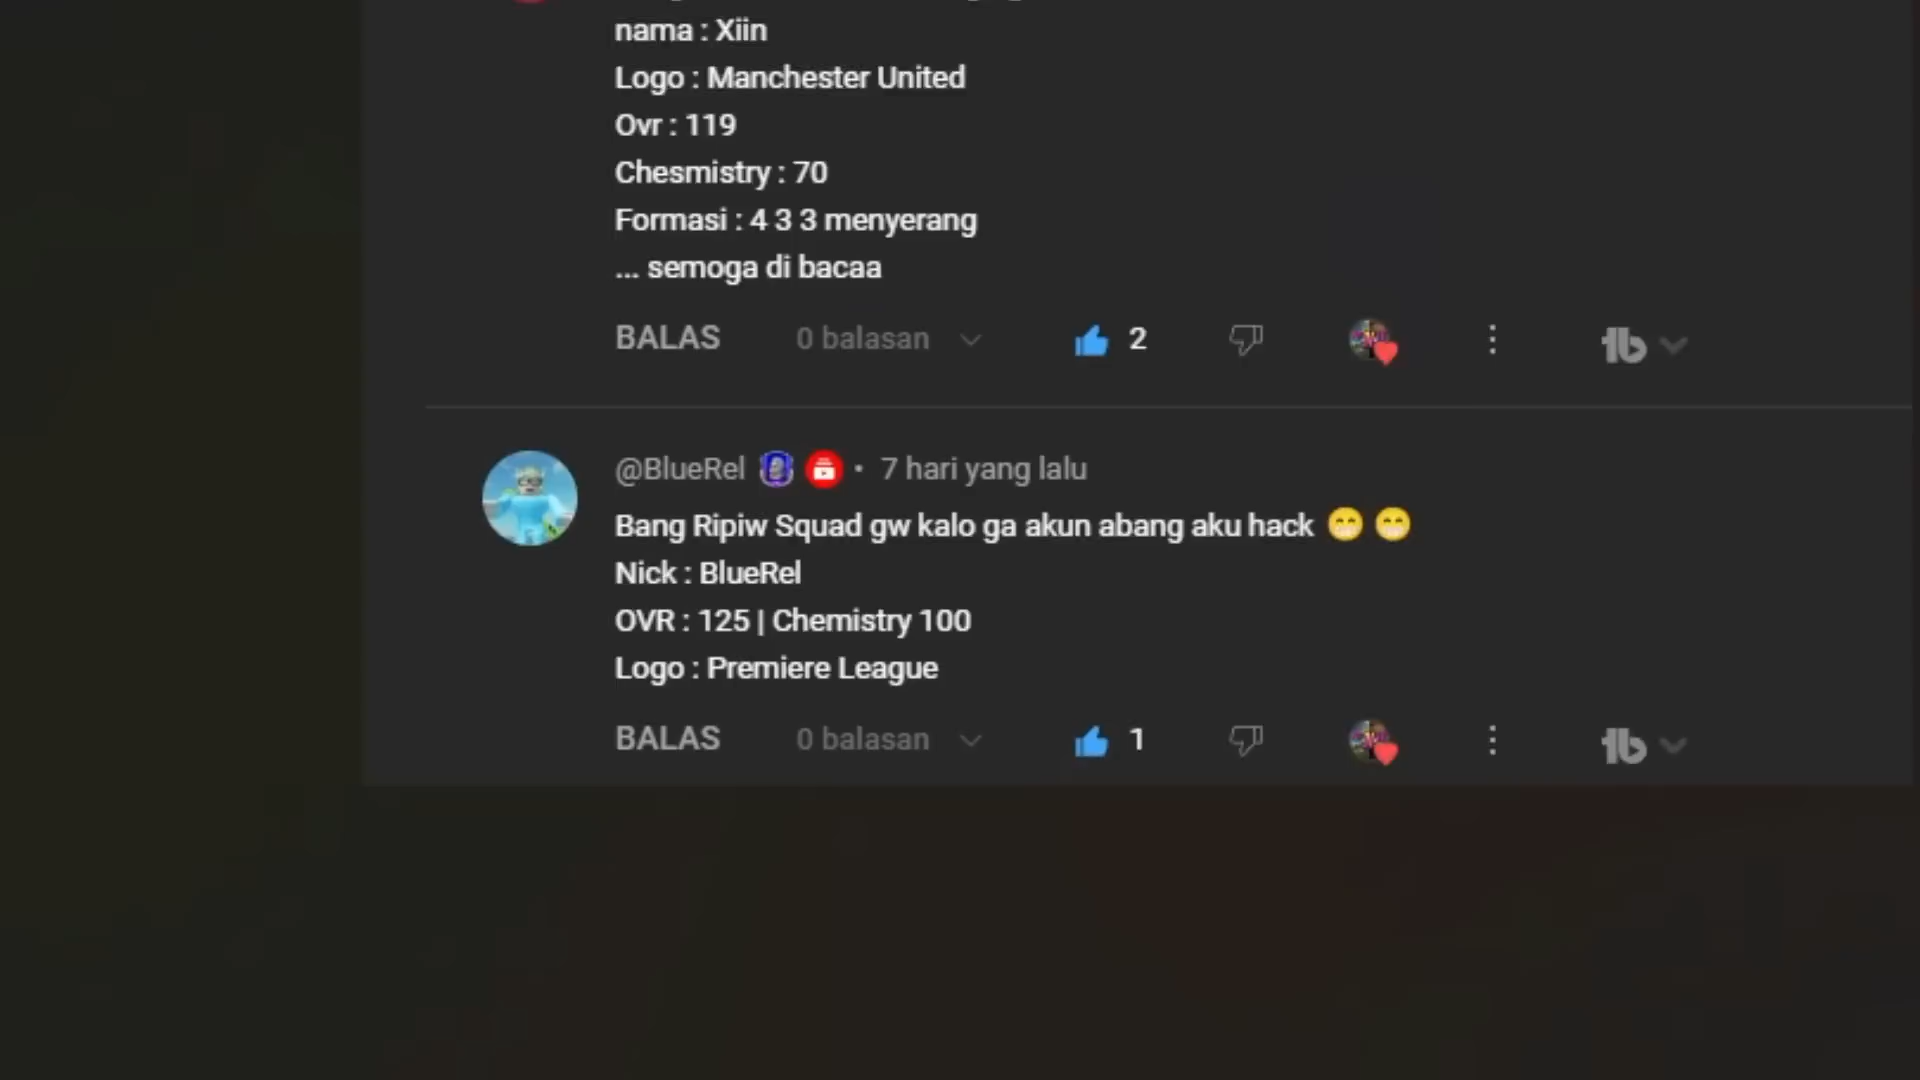 nama : Xiin
Logo : Manchester United
Ovr : 119
Chesmistry : 70
Formasi : 4 3 3 menyerang
... semoga di bacaa
BALAS 0 balasan 2
@BlueRel • 7 hari yang lalu
Bang Ripiw Squad gw kalo ga akun abang aku hack 😁 😁
Nick : BlueRel
OVR : 125 | Chemistry 100
Logo : Premiere League
BALAS 0 balasan 1